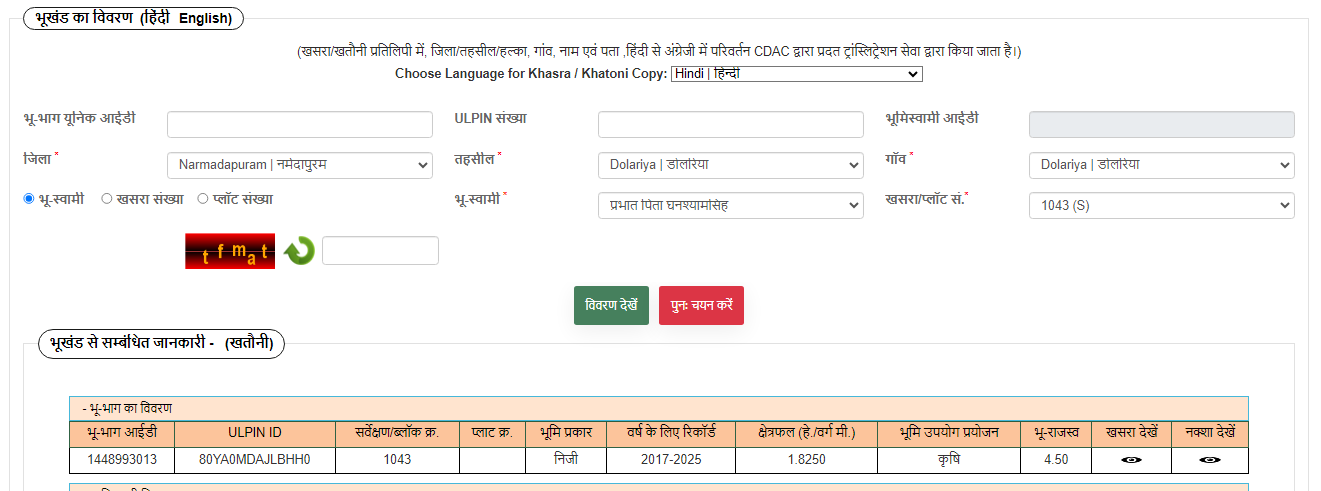 भूखंड का विवरण (हिंदी English)
(खसरा/खतौनी प्रतिलिपी में, जिला/तहसील/हल्का, गांव, नाम एवं पता ,हिंदी से अंग्रेजी में परिवर्तन CDAC द्वारा प्रदत ट्रांस्लिट्रेशन सेवा द्वारा किया जाता है।)
Choose Language for Khasra / Khatoni Copy: Hindi | हिन्दी
भू-भाग यूनिक आईडी ULPIN संख्या भूमिस्वामी आईडी
जिला * Narmadapuram | नर्मदापुरम तहसील * Dolariya | डोलरिया गाँव * Dolariya | डोलरिया
भू-स्वामी खसरा संख्या प्लॉट संख्या भू-स्वामी * प्रभात पिता घनश्यामसिंह खसरा/प्लॉट सं.* 1043 (S)
tfmat
विवरण देखें पुनः चयन करें
भूखंड से सम्बंधित जानकारी - (खतौनी)
- भू-भाग का विवरण
भू-भाग आईडी ULPIN ID सर्वेक्षण/ब्लॉक क्र. प्लाट क्र. भूमि प्रकार वर्ष के लिए रिकॉर्ड क्षेत्रफल (हे./वर्ग मी.) भूमि उपयोग प्रयोजन भू-राजस्व खसरा देखें नक्शा देखें
1448993013 80YA0MDAJLBHH0 1043 निजी 2017-2025 1.8250 कृषि 4.50